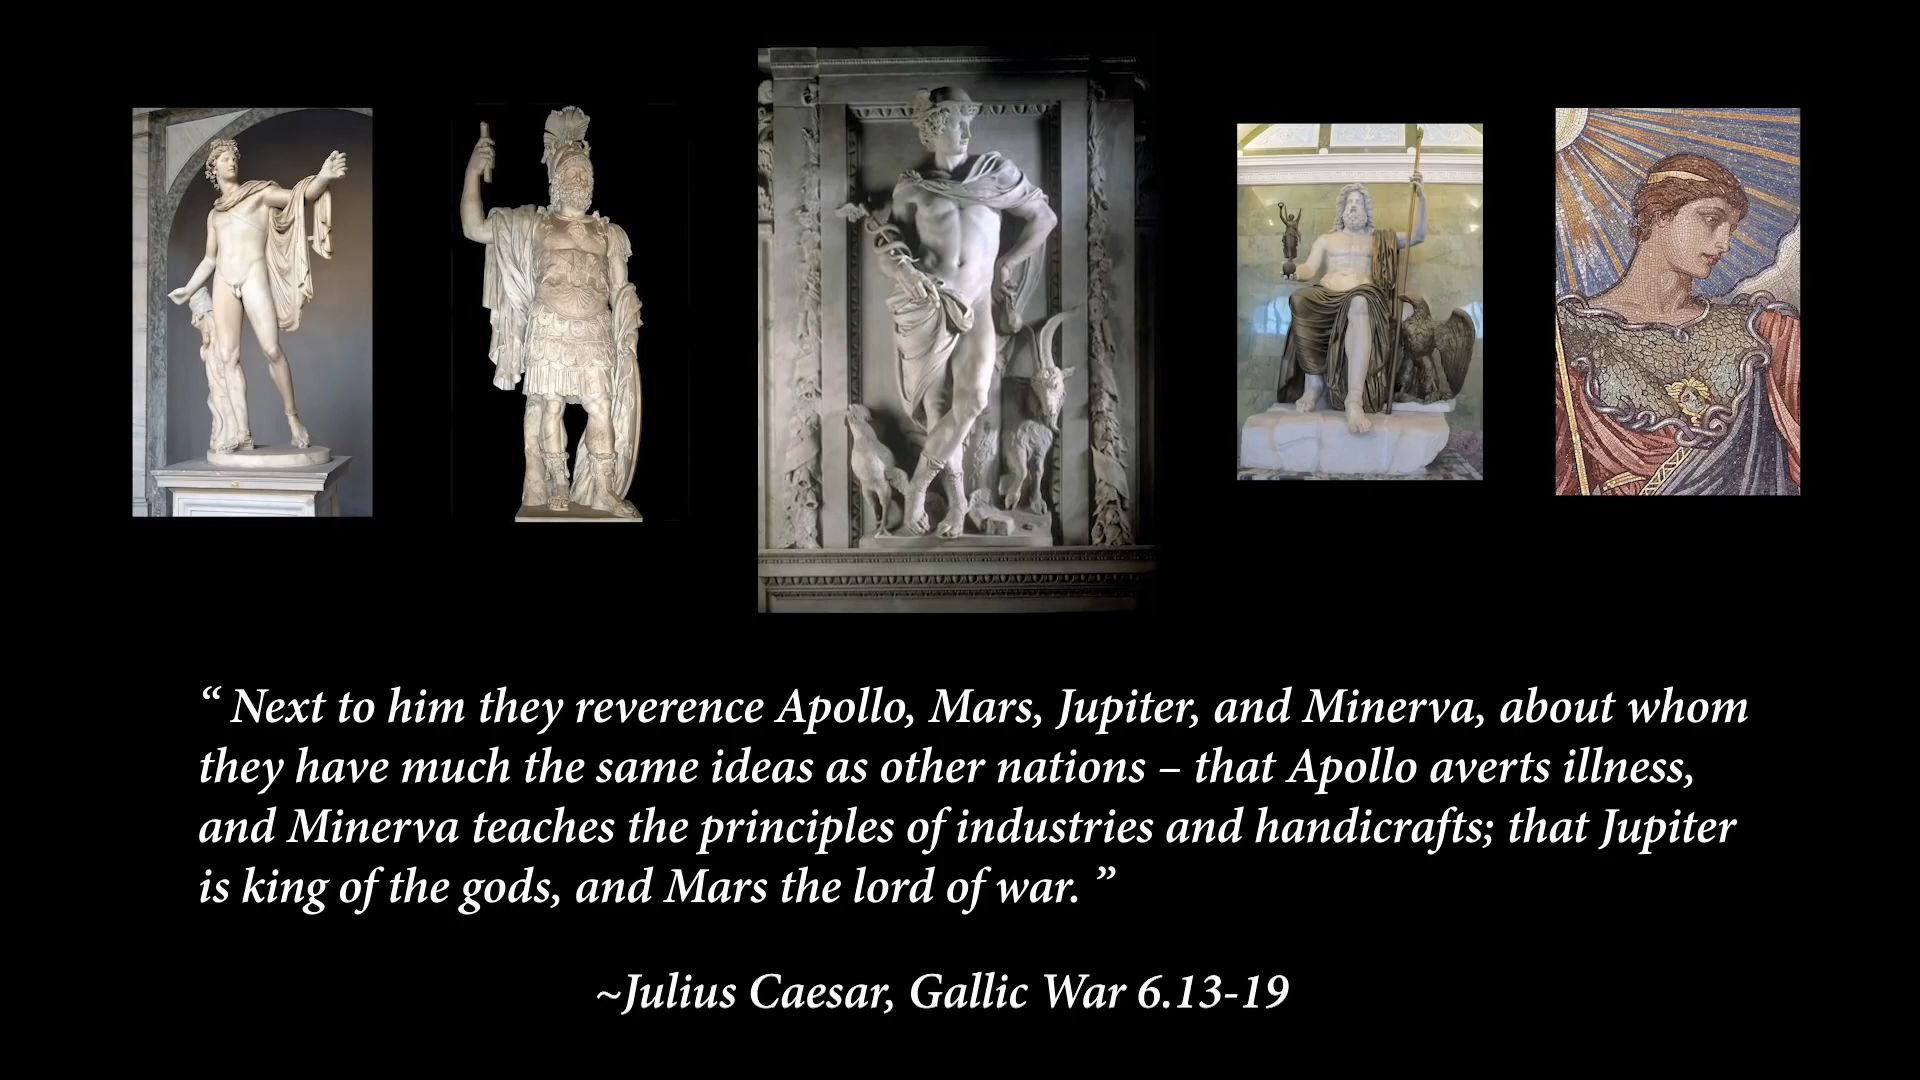 “ Next to him they reverence Apollo, Mars, Jupiter, and Minerva, about whom
they have much the same ideas as other nations – that Apollo averts illness,
and Minerva teaches the principles of industries and handicrafts; that Jupiter
is king of the gods, and Mars the lord of war. ”
~Julius Caesar, Gallic War 6.13-19